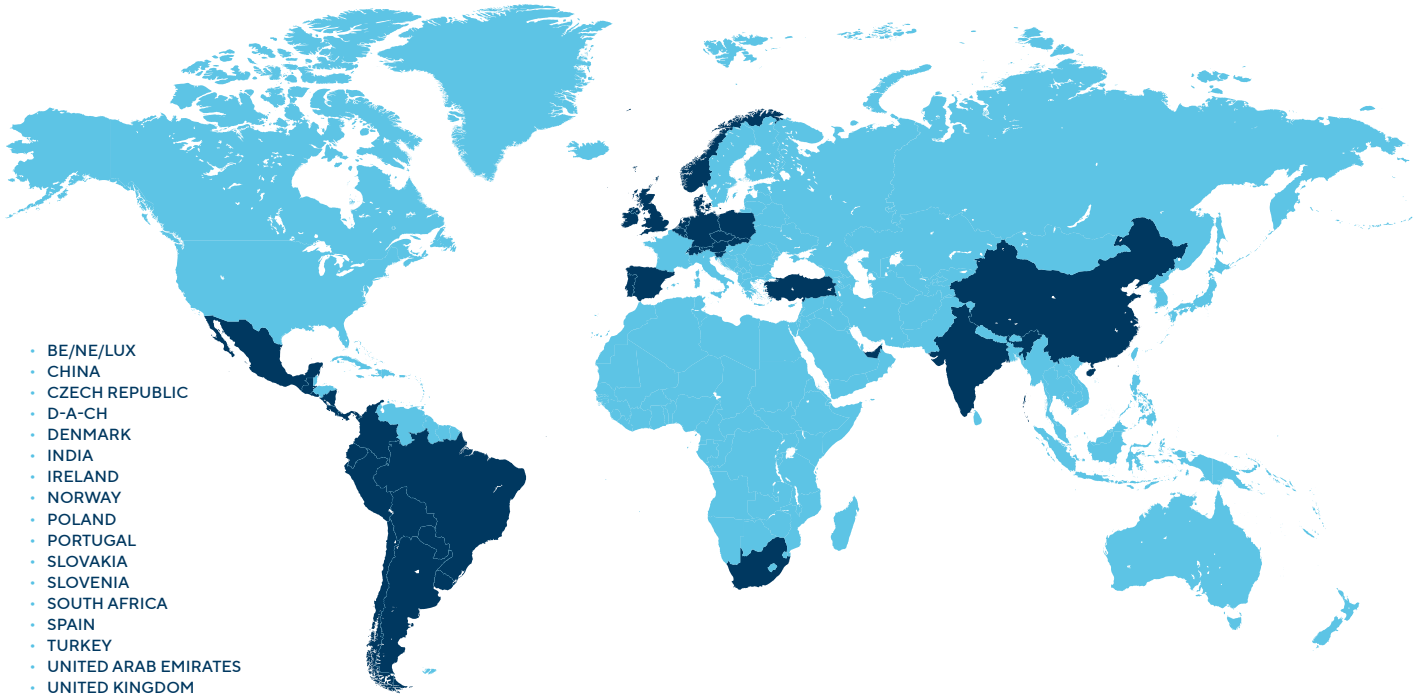 BE/NE/LUX
CHINA
CZECH REPUBLIC
D-A-CH
DENMARK
INDIA
IRELAND
NORWAY
POLAND
PORTUGAL
SLOVAKIA
SLOVENIA
SOUTH AFRICA
SPAIN
TURKEY
UNITED ARAB EMIRATES
UNITED KINGDOM